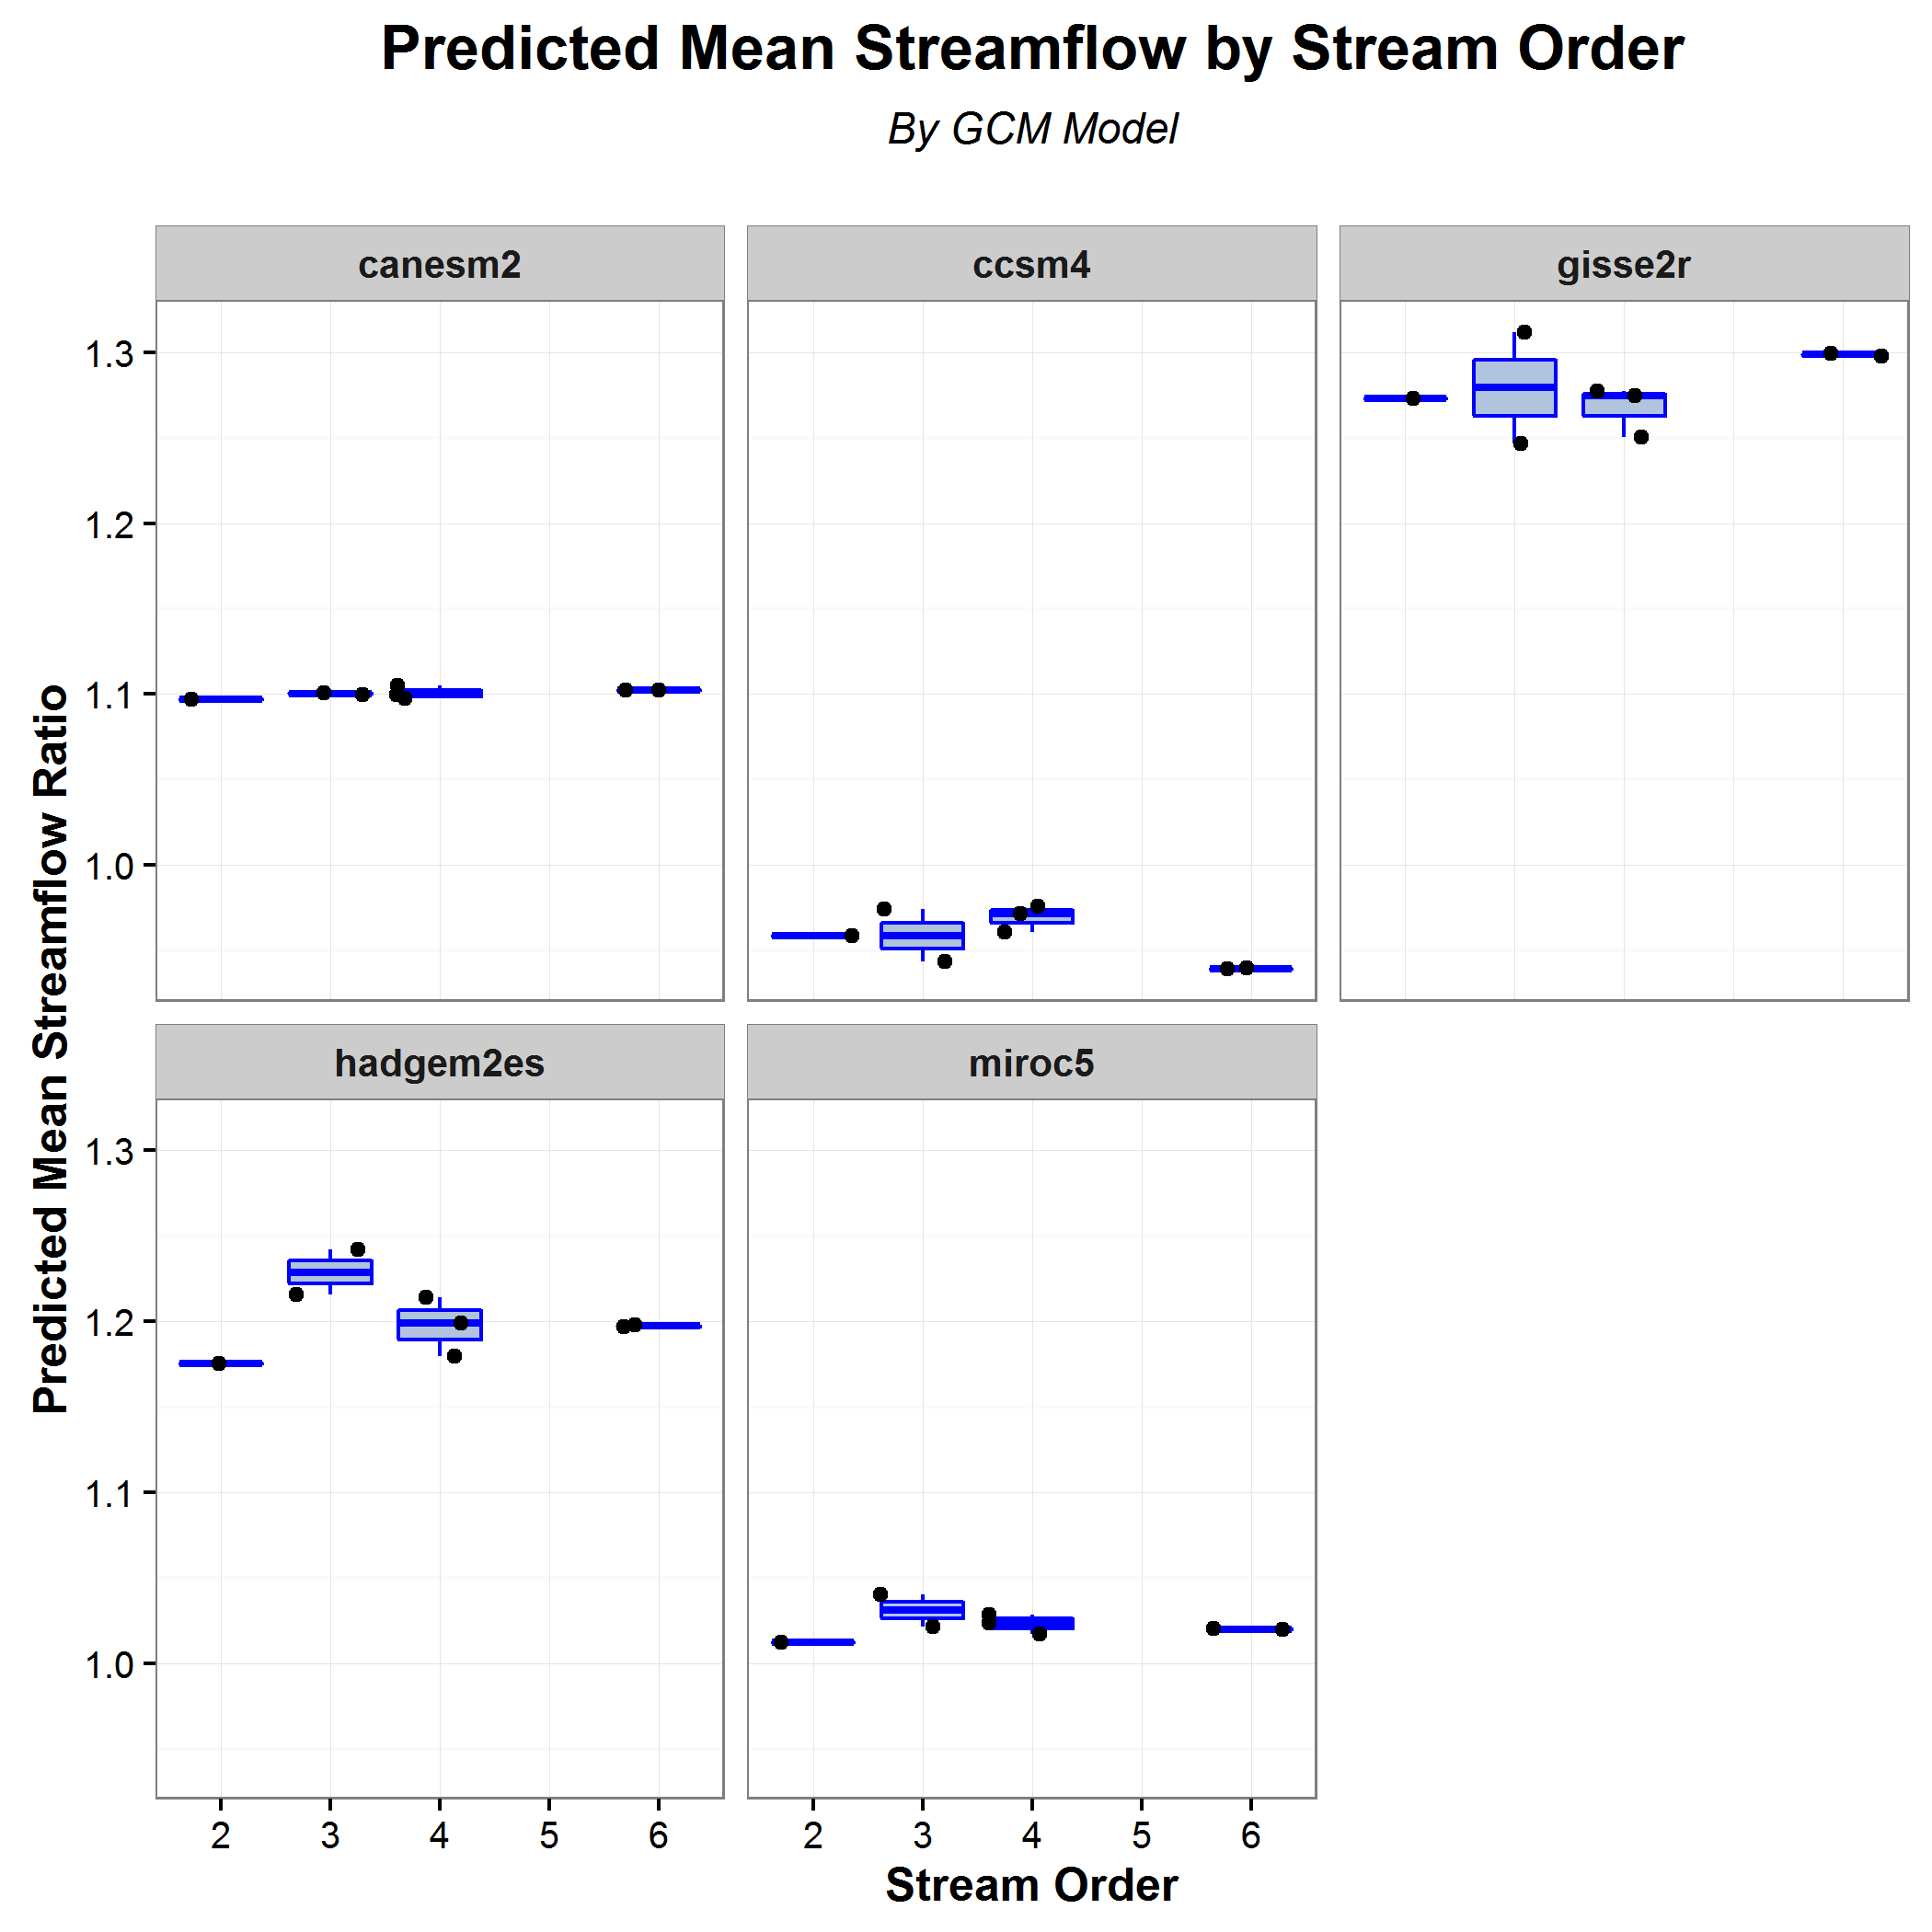 Predicted Mean Streamflow by Stream Order
By GCM Model
canesm2
ccsm4
gisse2r
1.3
1.2
1.1
1.0
hadgem2es
miroc5
1.3
1.2
1.1
1.0
2 3 4 5 6
2 3 4 5 6
Stream Order
Predicted Mean Streamflow Ratio